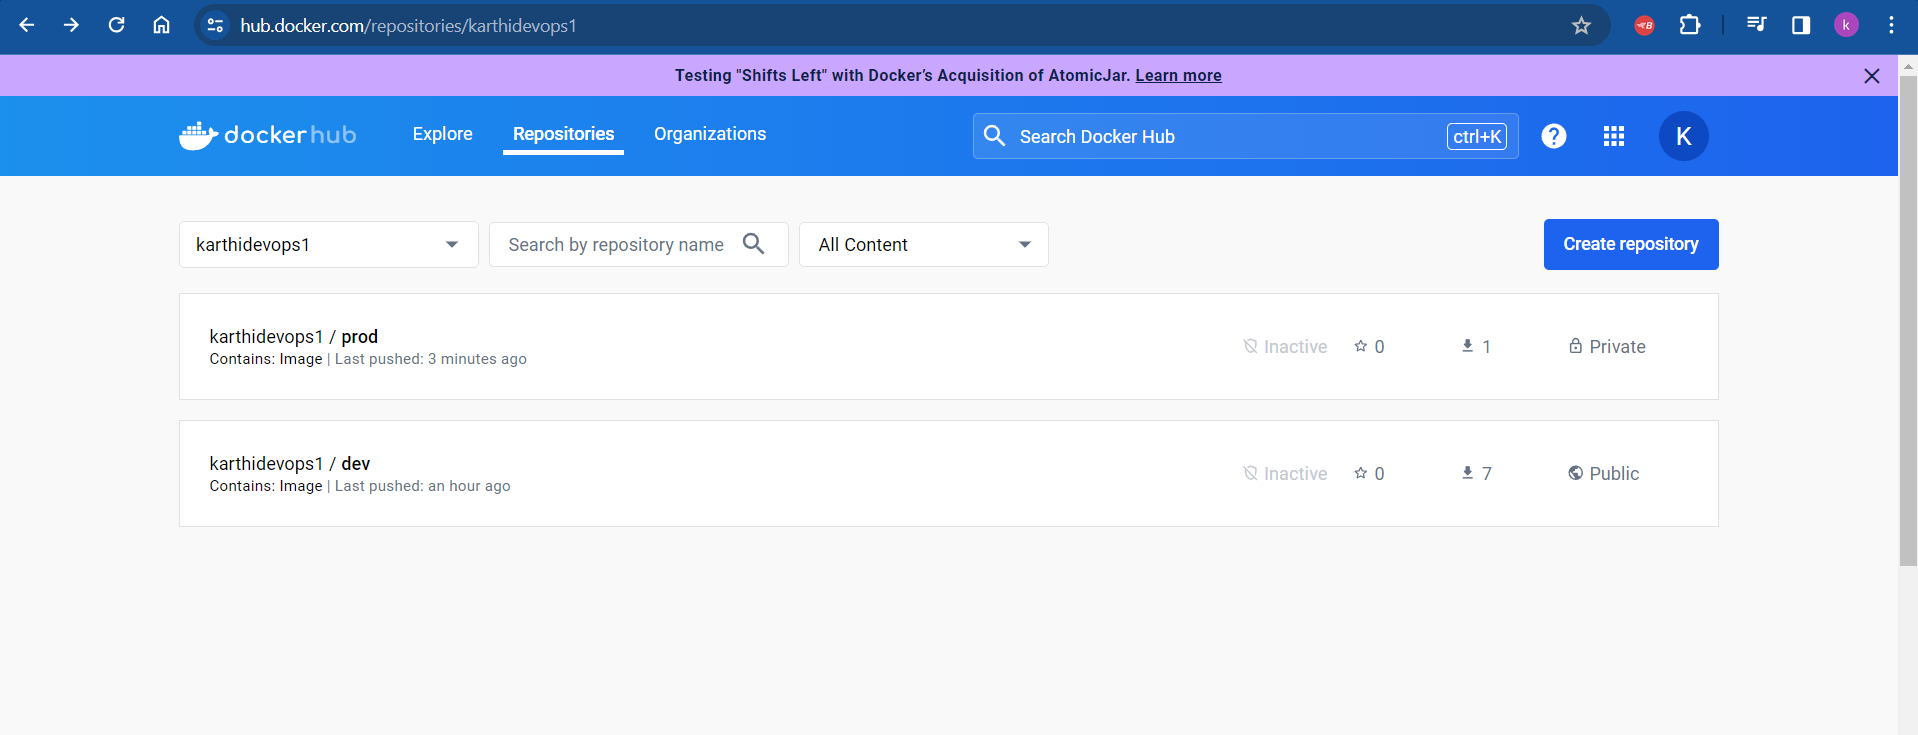 hub.docker.com/repositories/karthidevops1
B
k
Testing "Shifts Left" with Docker’s Acquisition of AtomicJar. Learn more
dockerhub
Explore
Repositories
Organizations
Search Docker Hub
ctrl+K
?
K
karthidevops1
Search by repository name
All Content
Create repository
karthidevops1 / prod
Contains: Image | Last pushed: 3 minutes ago
Inactive
0
1
Private
karthidevops1 / dev
Contains: Image | Last pushed: an hour ago
Inactive
0
7
Public